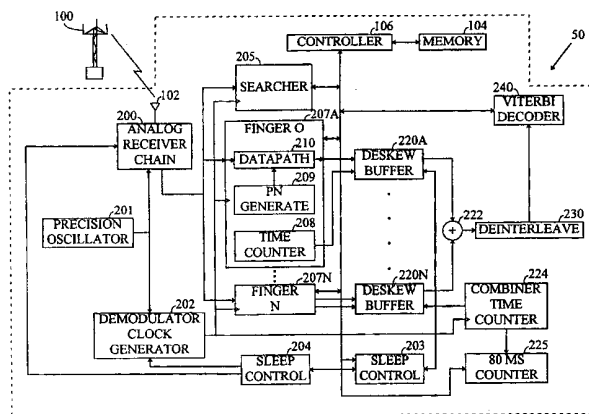 100
102
106
CONTROLLER
104
MEMORY
50
205
SEARCHER
240
VITERBI
DECODER
200
ANALOG
RECEIVER
CHAIN
207A
FINGER O
210
DATAPATH
209
PN
GENERATE
208
TIME
COUNTER
220A
DESKEW
BUFFER
222
+
230
DEINTERLEAVE
201
PRECISION
OSCILLATOR
207N
FINGER
N
220N
DESKEW
BUFFER
224
COMBINER
TIME
COUNTER
202
DEMODULATOR
CLOCK
GENERATOR
204
SLEEP
CONTROL
203
SLEEP
CONTROL
225
80 MS
COUNTER